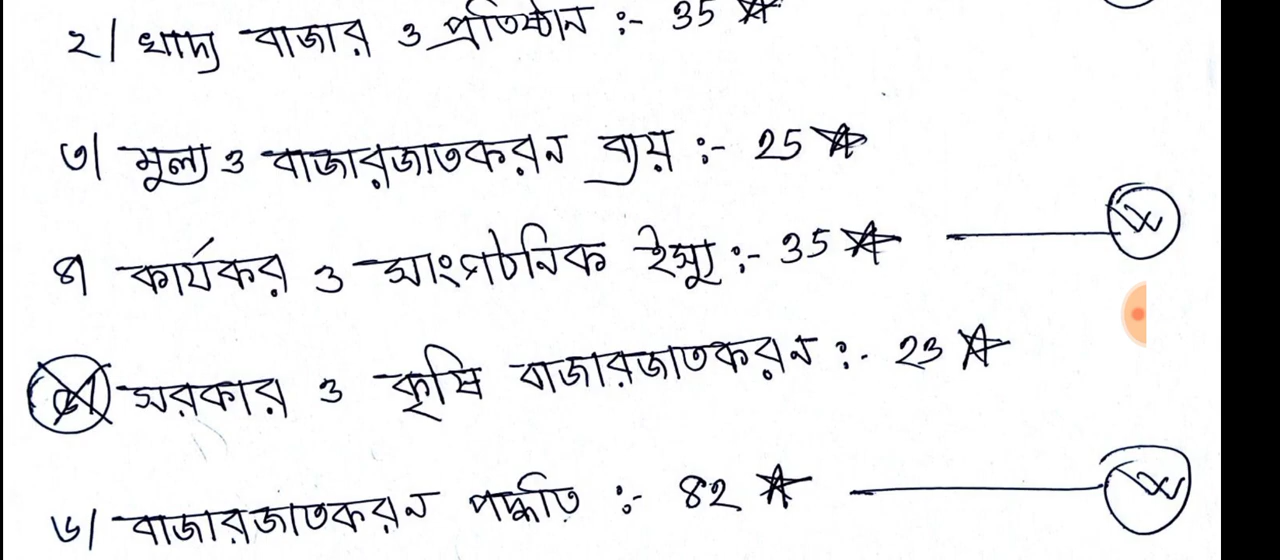 ২। খাদ্য বাজার ও প্রতিষ্ঠান :- 35
৩। মূল্য ও বাজারজাতকরন ব্যয় :- 25
৪। কার্যকর ও সাংগঠনিক ইস্যু :- 35
৫। সরকার ও কৃষি বাজারজাতকরন :- 23
৬। বাজারজাতকরন পদ্ধতি :- 82